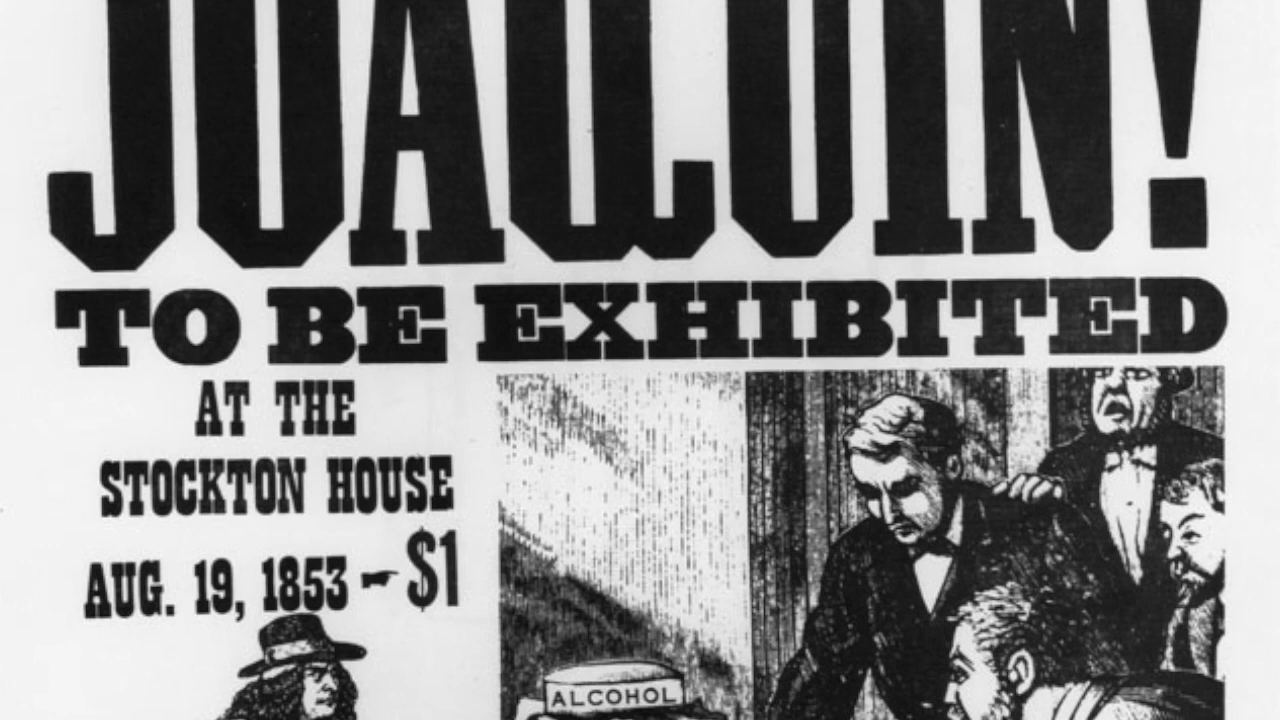 JOAQUIN!
TO BE EXHIBITED
AT THE
STOCKTON HOUSE
AUG. 19, 1853 - $1
ALCOHOL